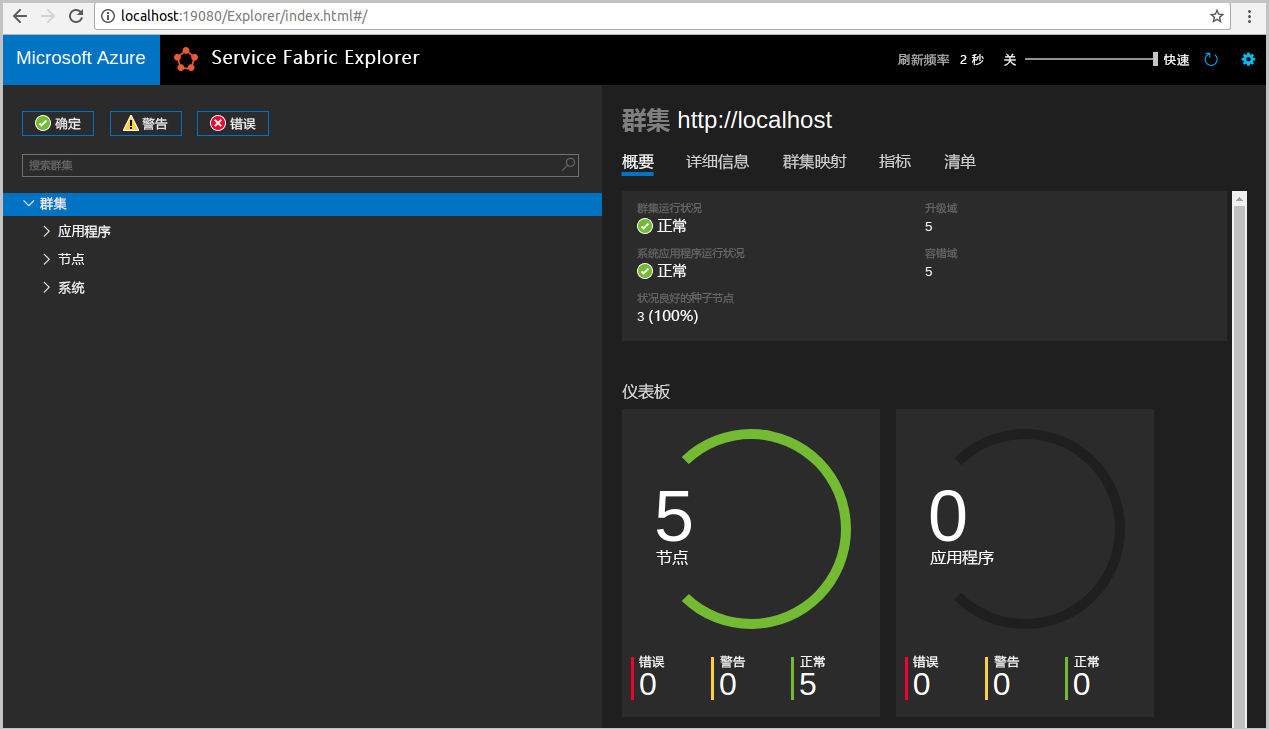 localhost:19080/Explorer/index.html#/
Microsoft Azure Service Fabric Explorer 刷新频率 2 秒 关 快速
确定 警告 错误
搜索群集
群集
应用程序
节点
系统
群集 http://localhost
概要 详细信息 群集映射 指标 清单
群集运行状况 升级域
正常 5
系统应用程序运行状况 容错域
正常 5
状况良好的种子节点
3 (100%)
仪表板
5 0
节点 应用程序
错误 警告 正常 错误 警告 正常
0 0 5 0 0 0